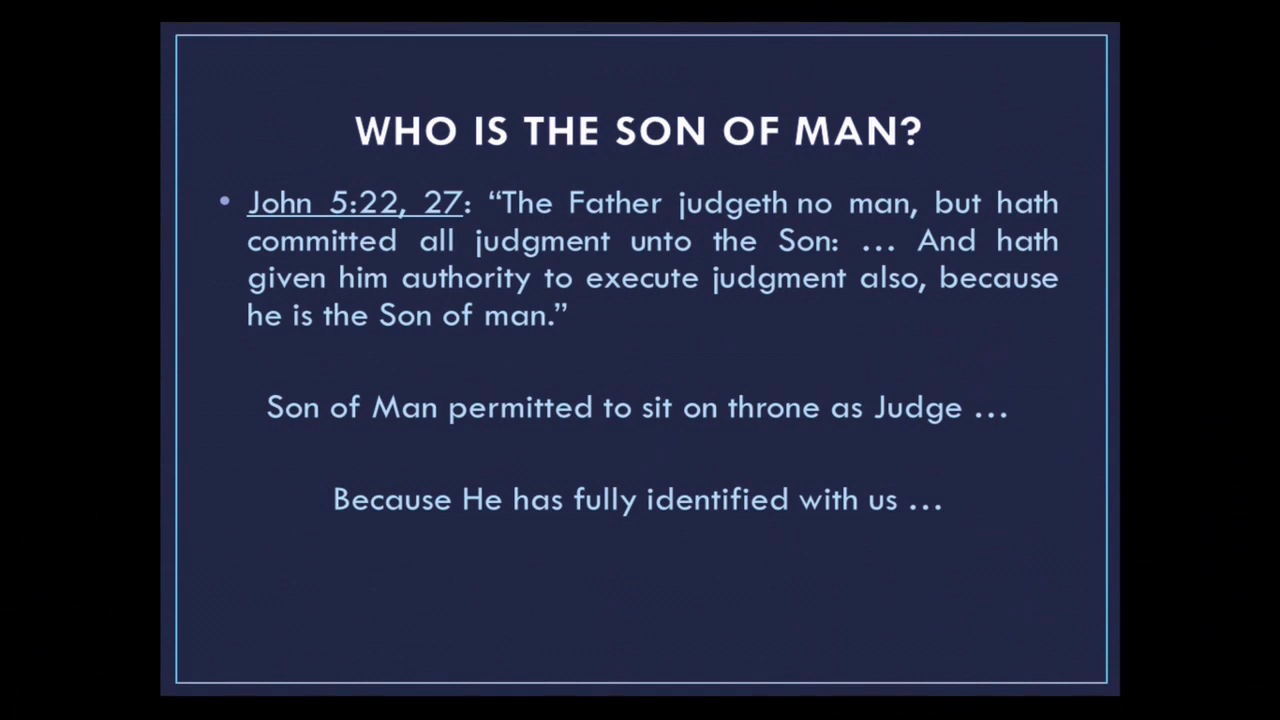 WHO IS THE SON OF MAN?
• John 5:22, 27: “The Father judgeth no man, but hath
committed all judgment unto the Son: … And hath
given him authority to execute judgment also, because
he is the Son of man.”
Son of Man permitted to sit on throne as Judge …
Because He has fully identified with us …